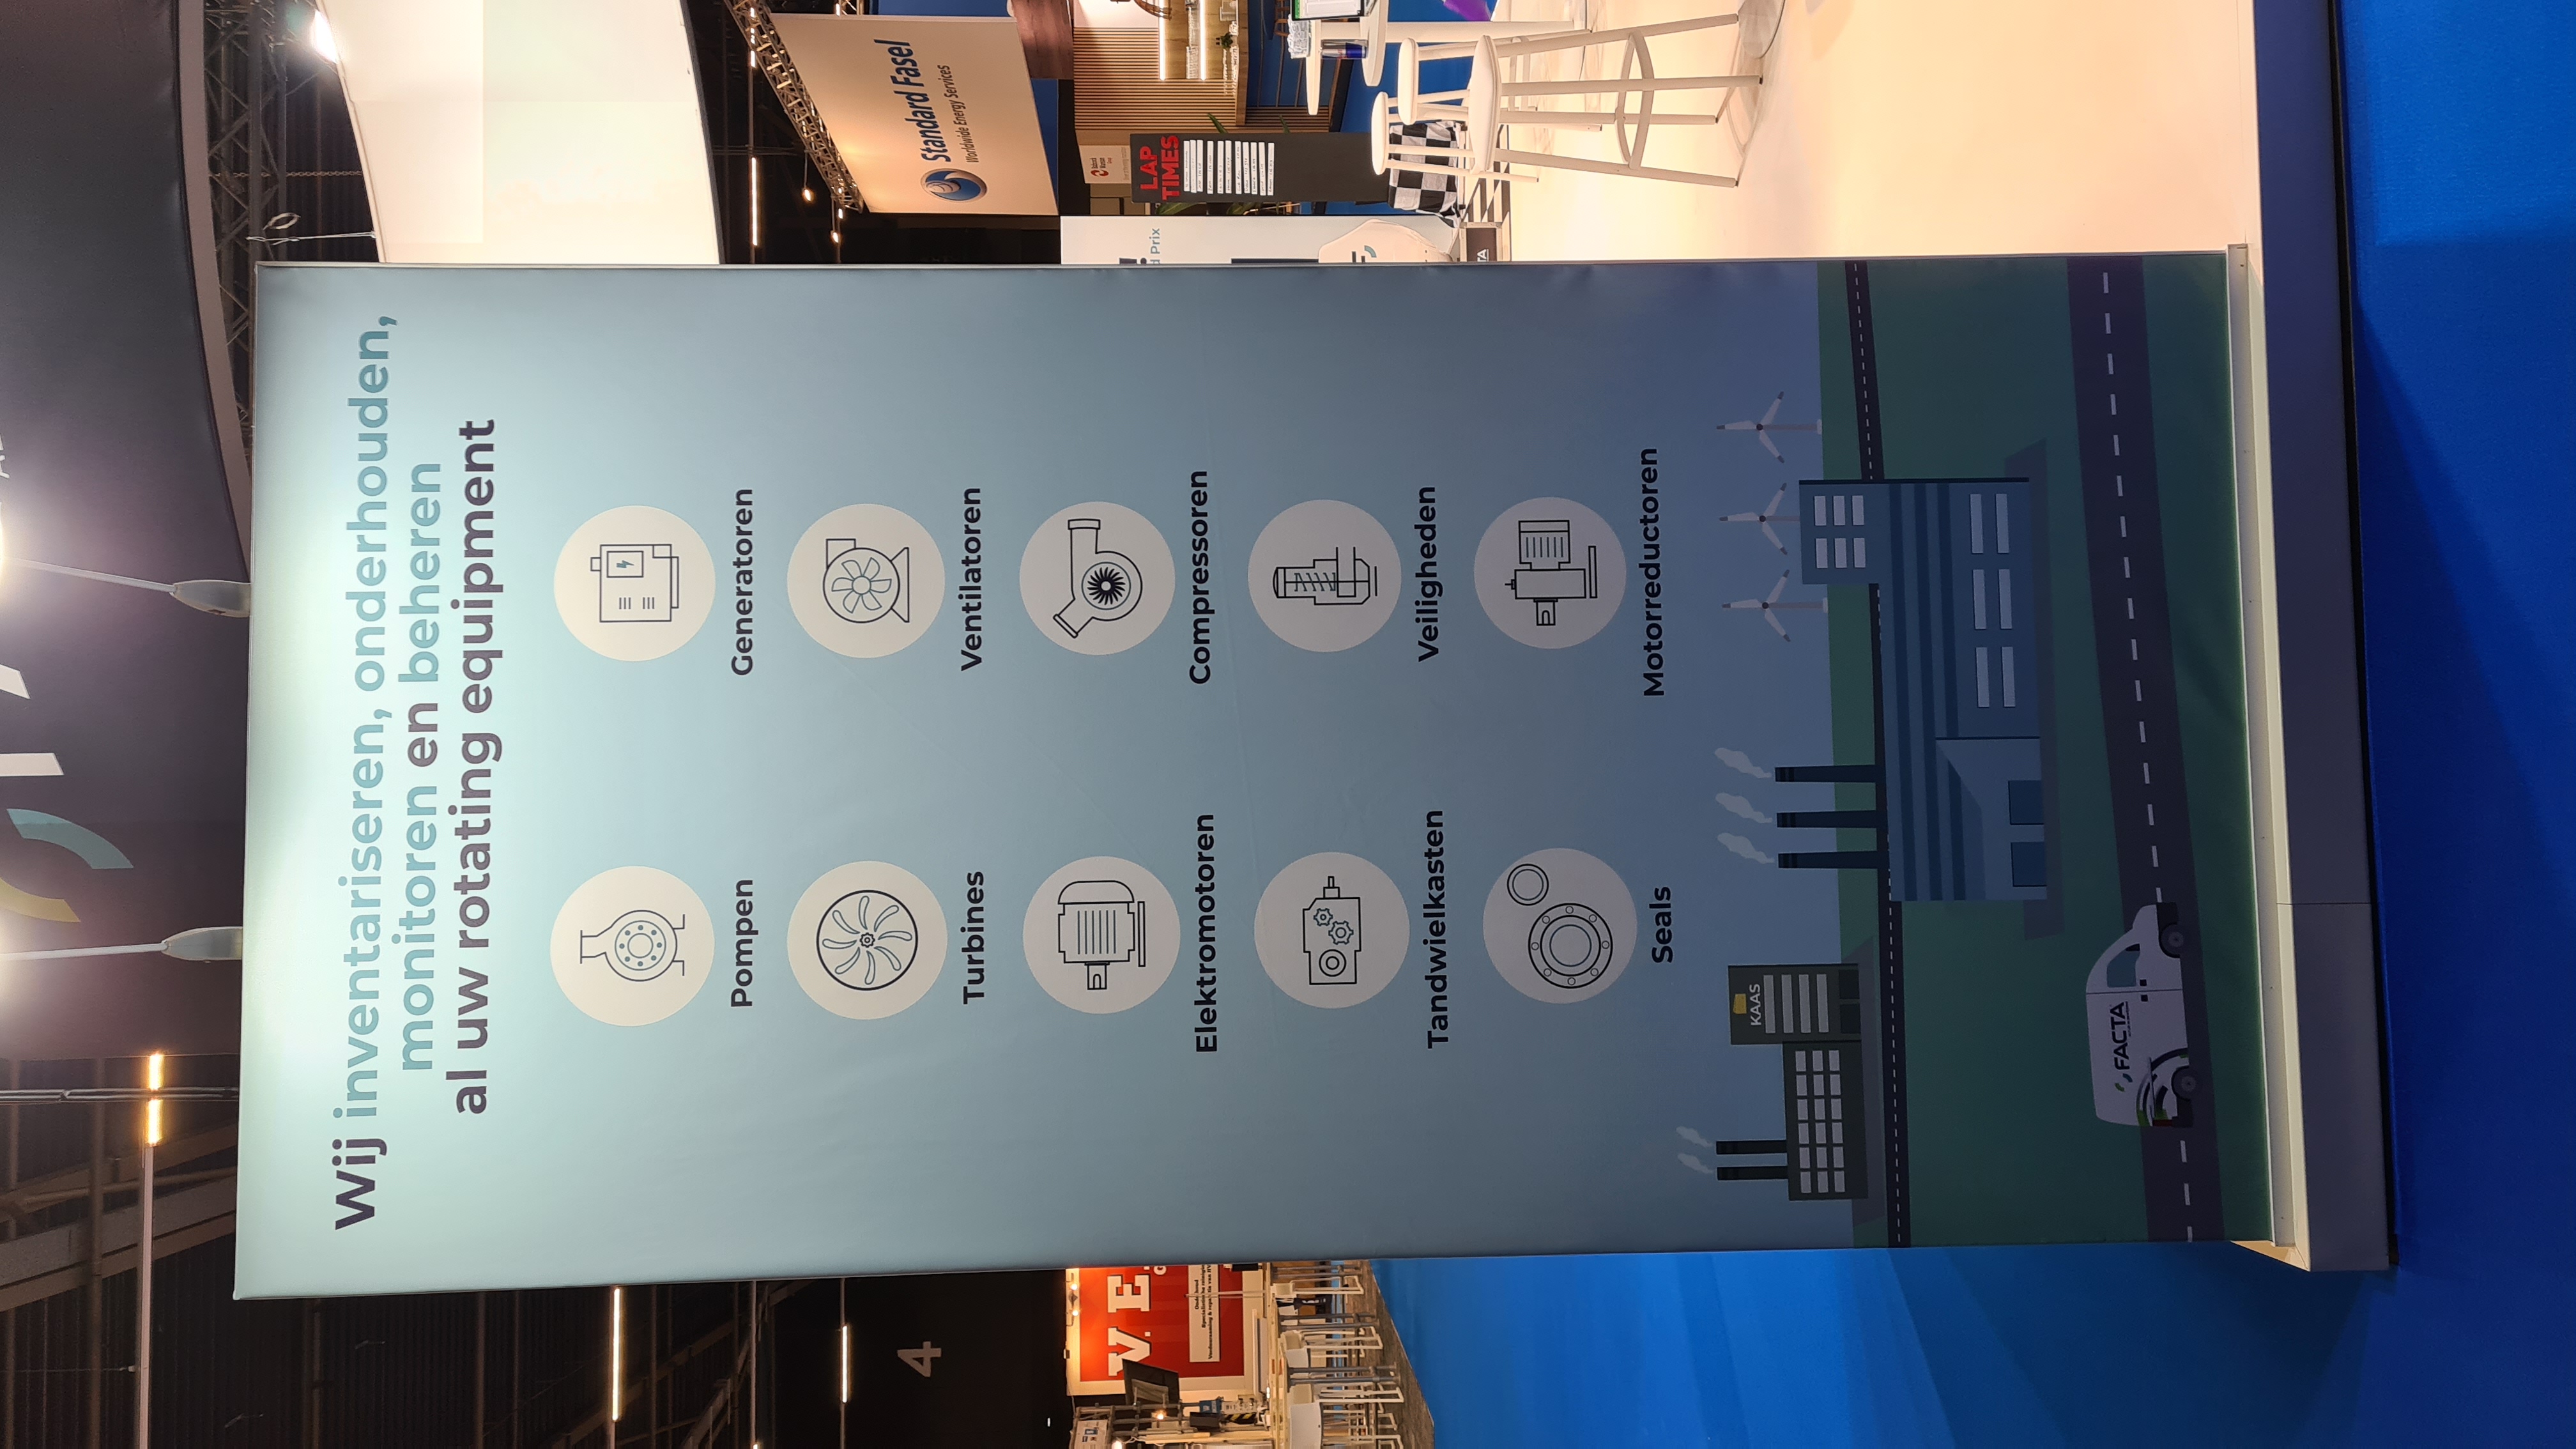 Wij inventariseren, onderhouden,
monitoren en beheren
al uw rotating equipment
Pompen
Generatoren
Turbines
Ventilatoren
Elektromotoren
Compressoren
Tandwielkasten
Veiligheden
Seals
Motorreductoren
KAAS
FACTA
4
V. E.
Standard Fasel
Worldwide Energy Services
d Prix
LAP
TIMES